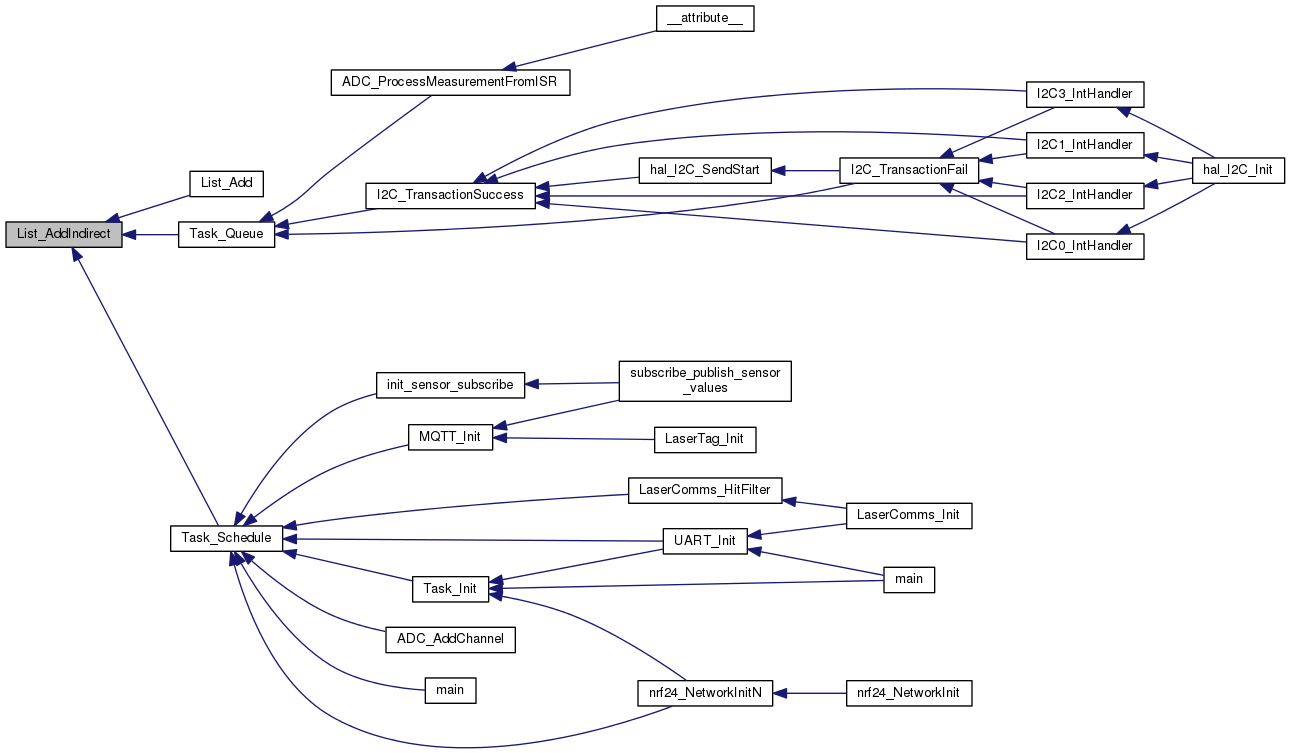 __attribute__
ADC_ProcessMeasurementFromISR
I2C3_IntHandler
I2C1_IntHandler
hal_I2C_SendStart
I2C_TransactionFail
hal_I2C_Init
List_Add
I2C_TransactionSuccess
I2C2_IntHandler
List_AddIndirect
Task_Queue
I2C0_IntHandler
init_sensor_subscribe
subscribe_publish_sensor
_values
MQTT_Init
LaserTag_Init
LaserComms_HitFilter
LaserComms_Init
Task_Schedule
UART_Init
Task_Init
main
ADC_AddChannel
main
nrf24_NetworkInitN
nrf24_NetworkInit